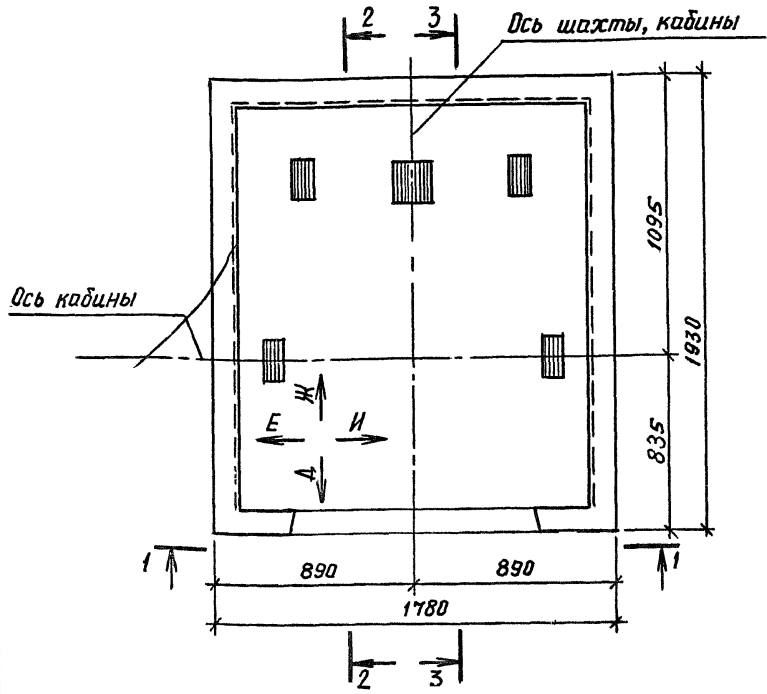 2 3
Ось шахты, кабины
1095
1930
Ось кабины
Ж
Е И
Д
835
1 1
890 890
1780
2 3